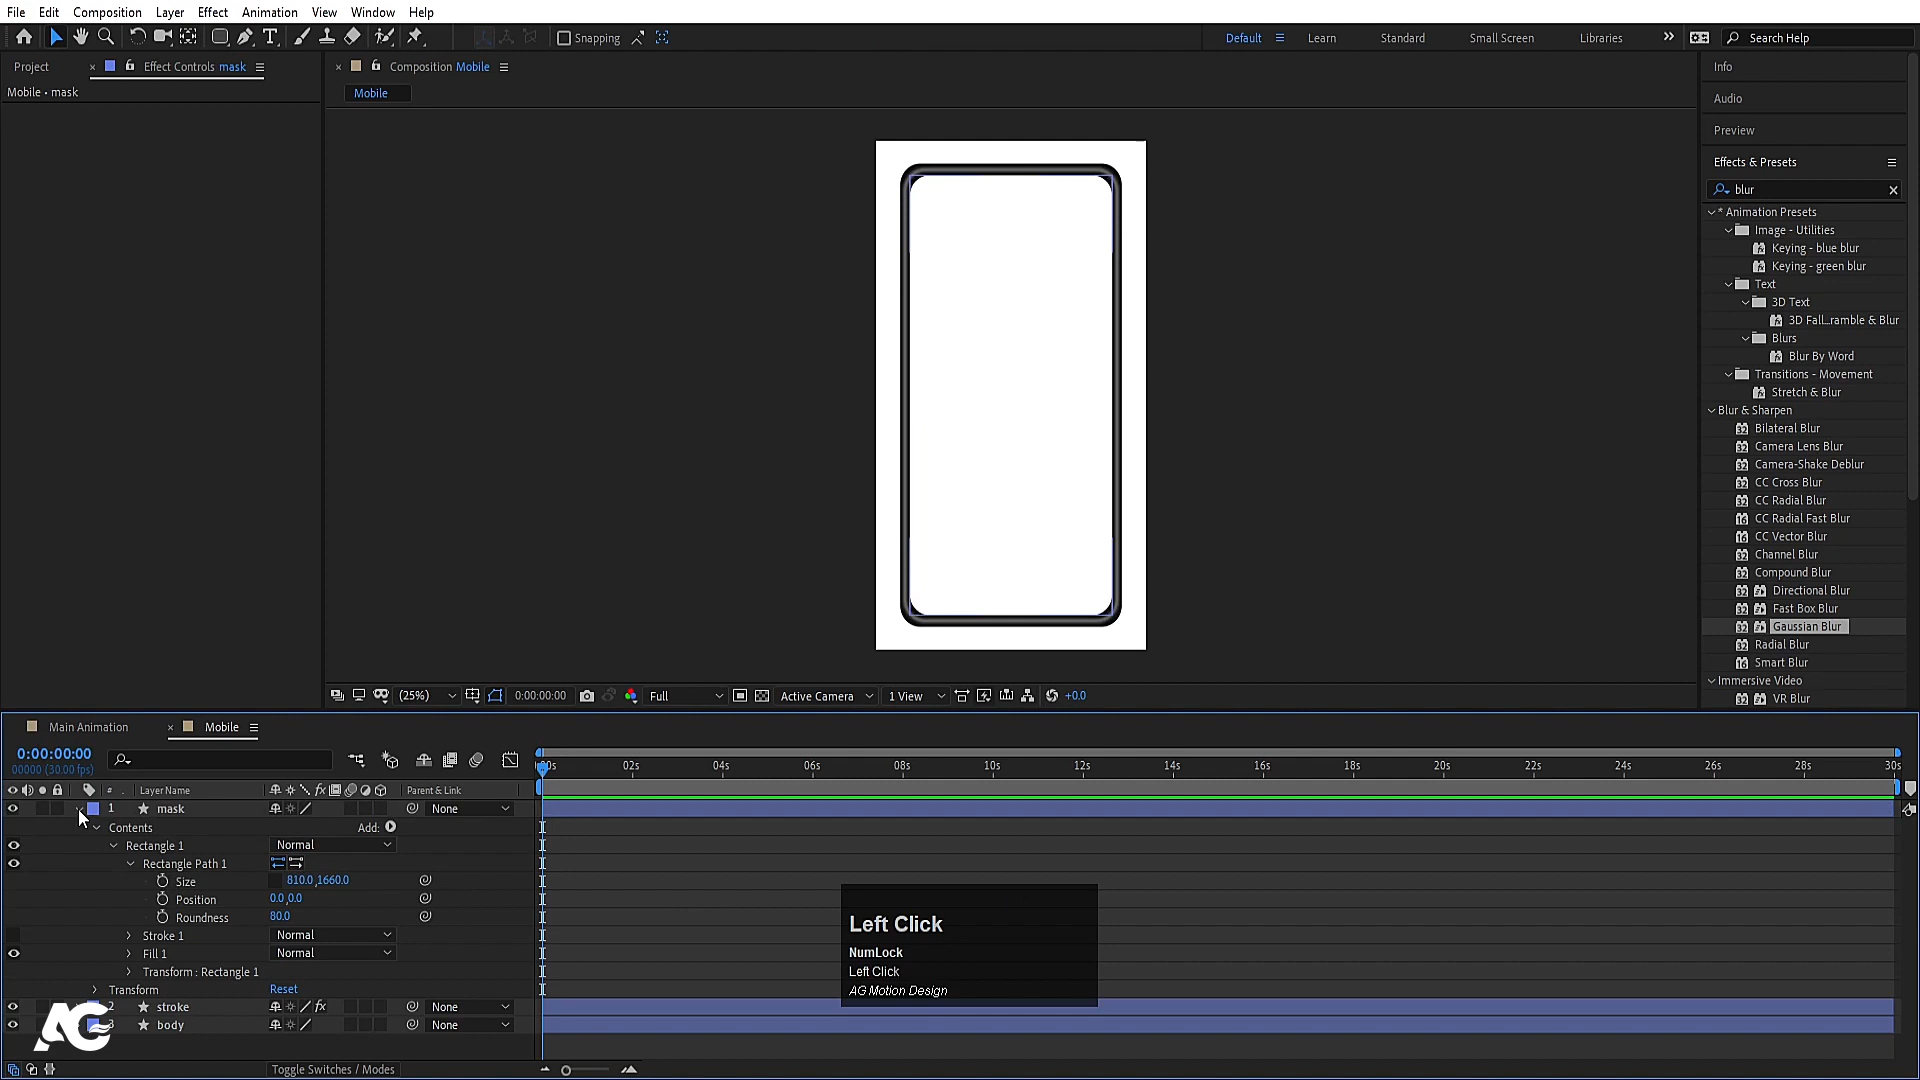 File Edit Composition Layer Effect Animation View Window Help
Snapping Default Learn Standard Small Screen Libraries Search Help
Project Effect Controls mask Composition Mobile Info
Mobile • mask Mobile
Audio
Preview
Effects & Presets
blur
* Animation Presets
Image - Utilities
Keying - blue blur
Keying - green blur
Text
3D Text
3D Fall...ramble & Blur
Blurs
Blur By Word
Transitions - Movement
Stretch & Blur
Blur & Sharpen
Bilateral Blur
Camera Lens Blur
Camera-Shake Deblur
CC Cross Blur
CC Radial Blur
CC Radial Fast Blur
CC Vector Blur
Channel Blur
Compound Blur
Directional Blur
Fast Box Blur
Gaussian Blur
Radial Blur
Smart Blur
Immersive Video
VR Blur
(25%) 0:00:00:00 Full Active Camera 1 View +0.0
Main Animation Mobile
0:00:00:00
00000 (30.00 fps)
02s 04s 06s 08s 10s 12s 14s 16s 18s 20s 22s 24s 26s 28s 30s
# Layer Name Parent & Link
1 mask None
Contents Add:
Rectangle 1 Normal
Rectangle Path 1
Size 810.0,1660.0
Position 0.0,0.0
Roundness 80.0
Stroke 1 Normal
Fill 1 Normal
Transform : Rectangle 1
Transform Reset
2 stroke fx None
3 body None
Toggle Switches / Modes
Left Click
NumLock
Left Click
AG Motion Design
AG